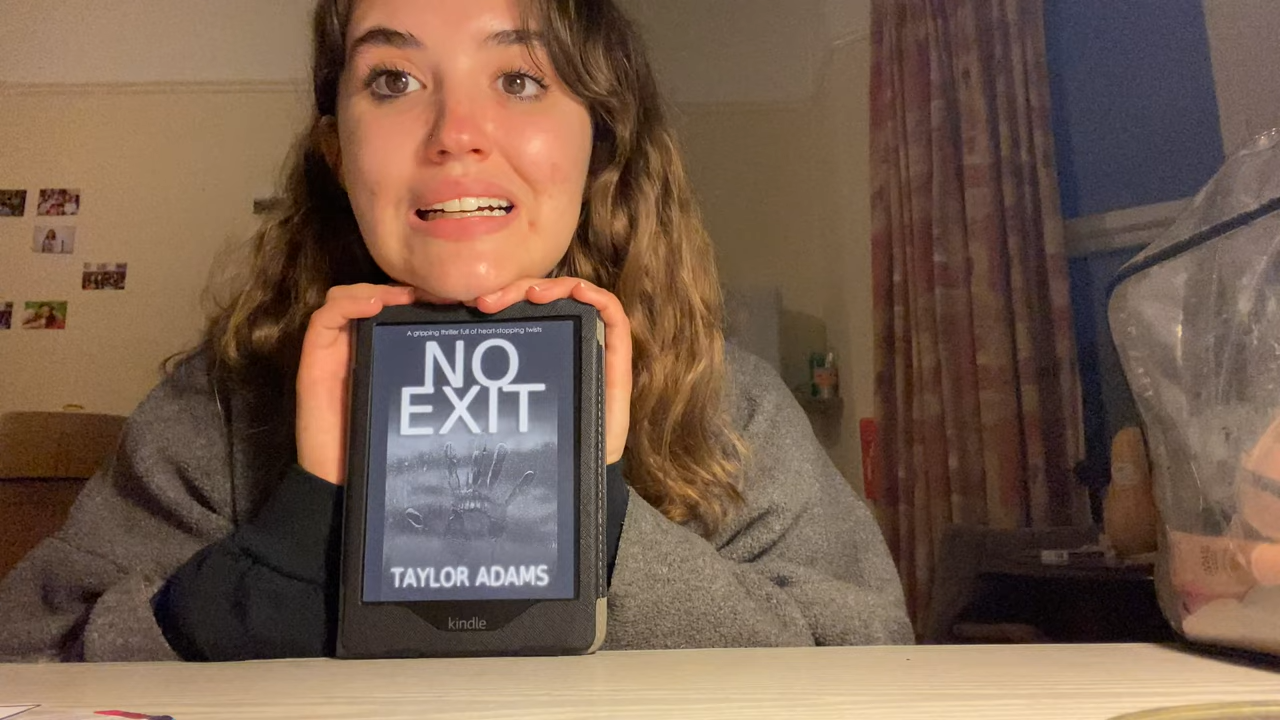 A gripping thriller full of heart-stopping twists
NO
EXIT
TAYLOR ADAMS
kindle